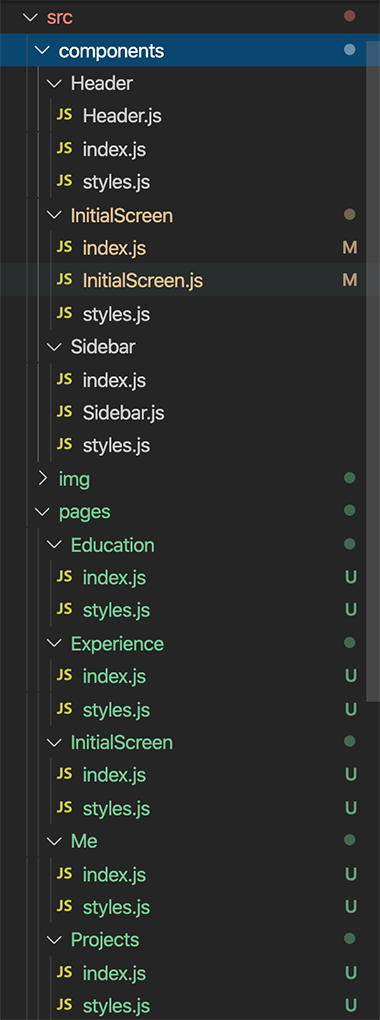 src
components
Header
JS Header.js
JS index.js
JS styles.js
InitialScreen
JS index.js M
JS InitialScreen.js M
JS styles.js
Sidebar
JS index.js
JS Sidebar.js
JS styles.js
img
pages
Education
JS index.js U
JS styles.js U
Experience
JS index.js U
JS styles.js U
InitialScreen
JS index.js U
JS styles.js U
Me
JS index.js U
JS styles.js U
Projects
JS index.js U
JS styles.js U